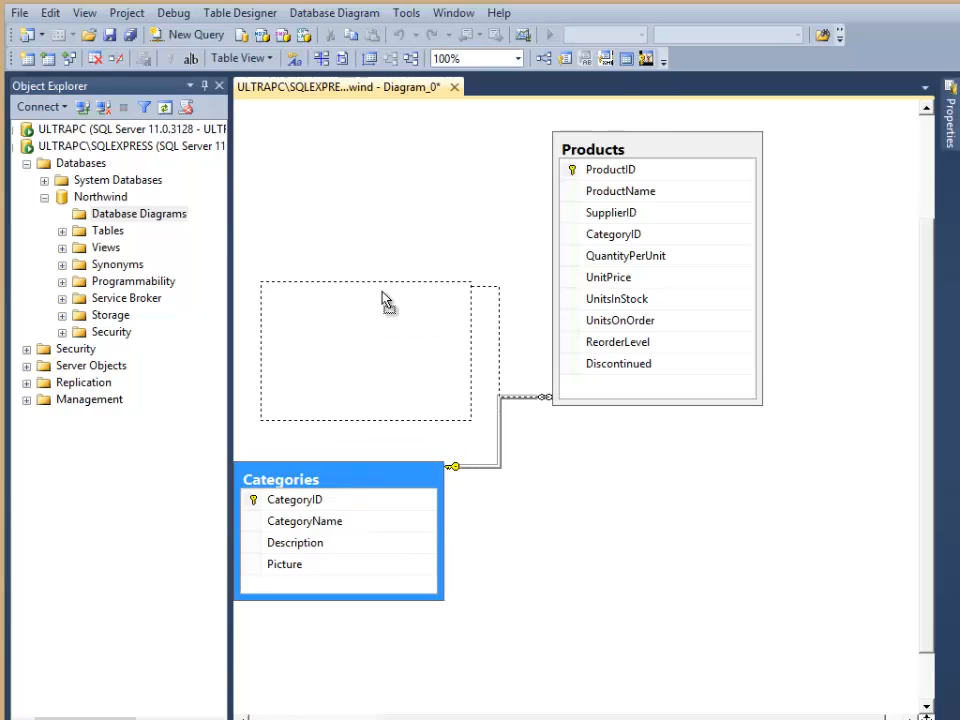 File Edit View Project Debug Table Designer Database Diagram Tools Window Help
New Query
ab Table View 100%
Object Explorer
ULTRAPC\SQLEXPRE...wind - Diagram_0*
Connect
ULTRAPC (SQL Server 11.0.3128 - ULTF
ULTRAPC\SQLEXPRESS (SQL Server 11
Databases
System Databases
Northwind
Database Diagrams
Tables
Views
Synonyms
Programmability
Service Broker
Storage
Security
Security
Server Objects
Replication
Management
Products
ProductID
ProductName
SupplierID
CategoryID
QuantityPerUnit
UnitPrice
UnitsInStock
UnitsOnOrder
ReorderLevel
Discontinued
Categories
CategoryID
CategoryName
Description
Picture
Properties